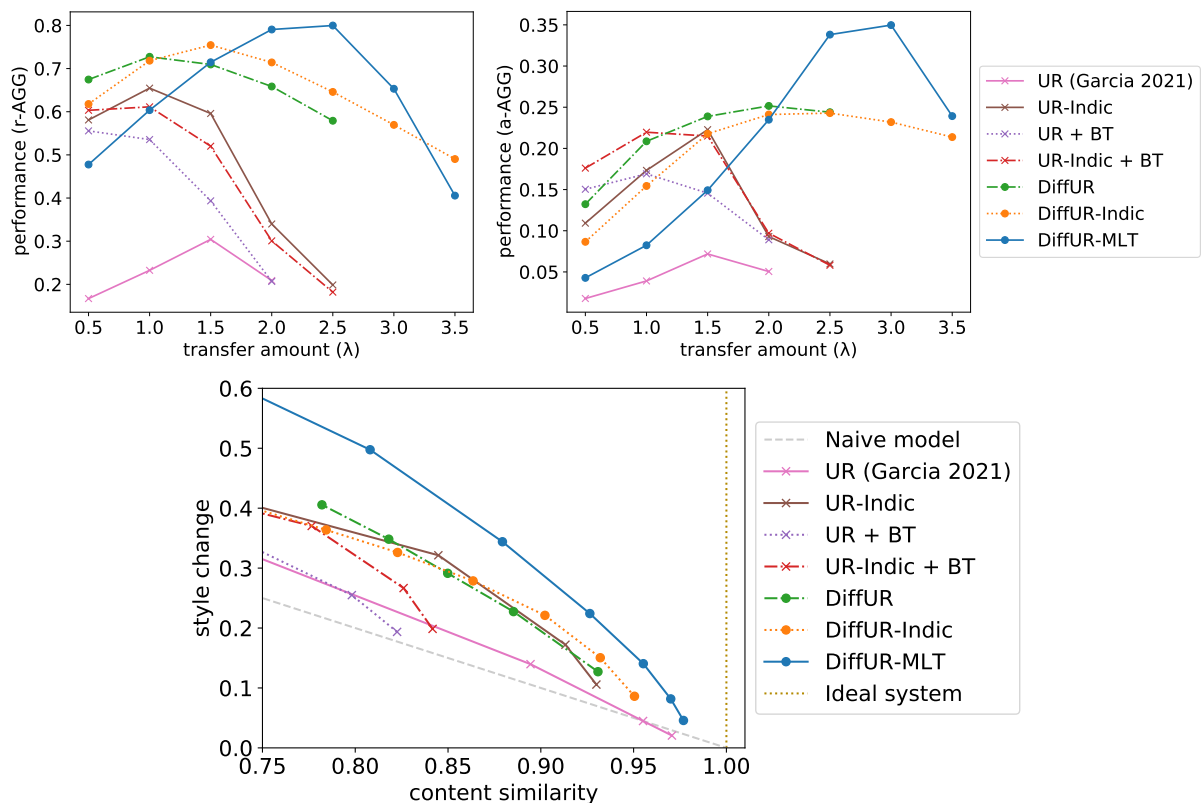 performance (r-AGG)
0.8
0.7
0.6
0.5
0.4
0.3
0.2
0.5 1.0 1.5 2.0 2.5 3.0 3.5
transfer amount (λ)
performance (a-AGG)
0.35
0.30
0.25
0.20
0.15
0.10
0.05
0.5 1.0 1.5 2.0 2.5 3.0 3.5
transfer amount (λ)
UR (Garcia 2021)
UR-Indic
UR + BT
UR-Indic + BT
DiffUR
DiffUR-Indic
DiffUR-MLT
style change
0.6
0.5
0.4
0.3
0.2
0.1
0.0
0.75 0.80 0.85 0.90 0.95 1.00
content similarity
Naive model
UR (Garcia 2021)
UR-Indic
UR + BT
UR-Indic + BT
DiffUR
DiffUR-Indic
DiffUR-MLT
Ideal system